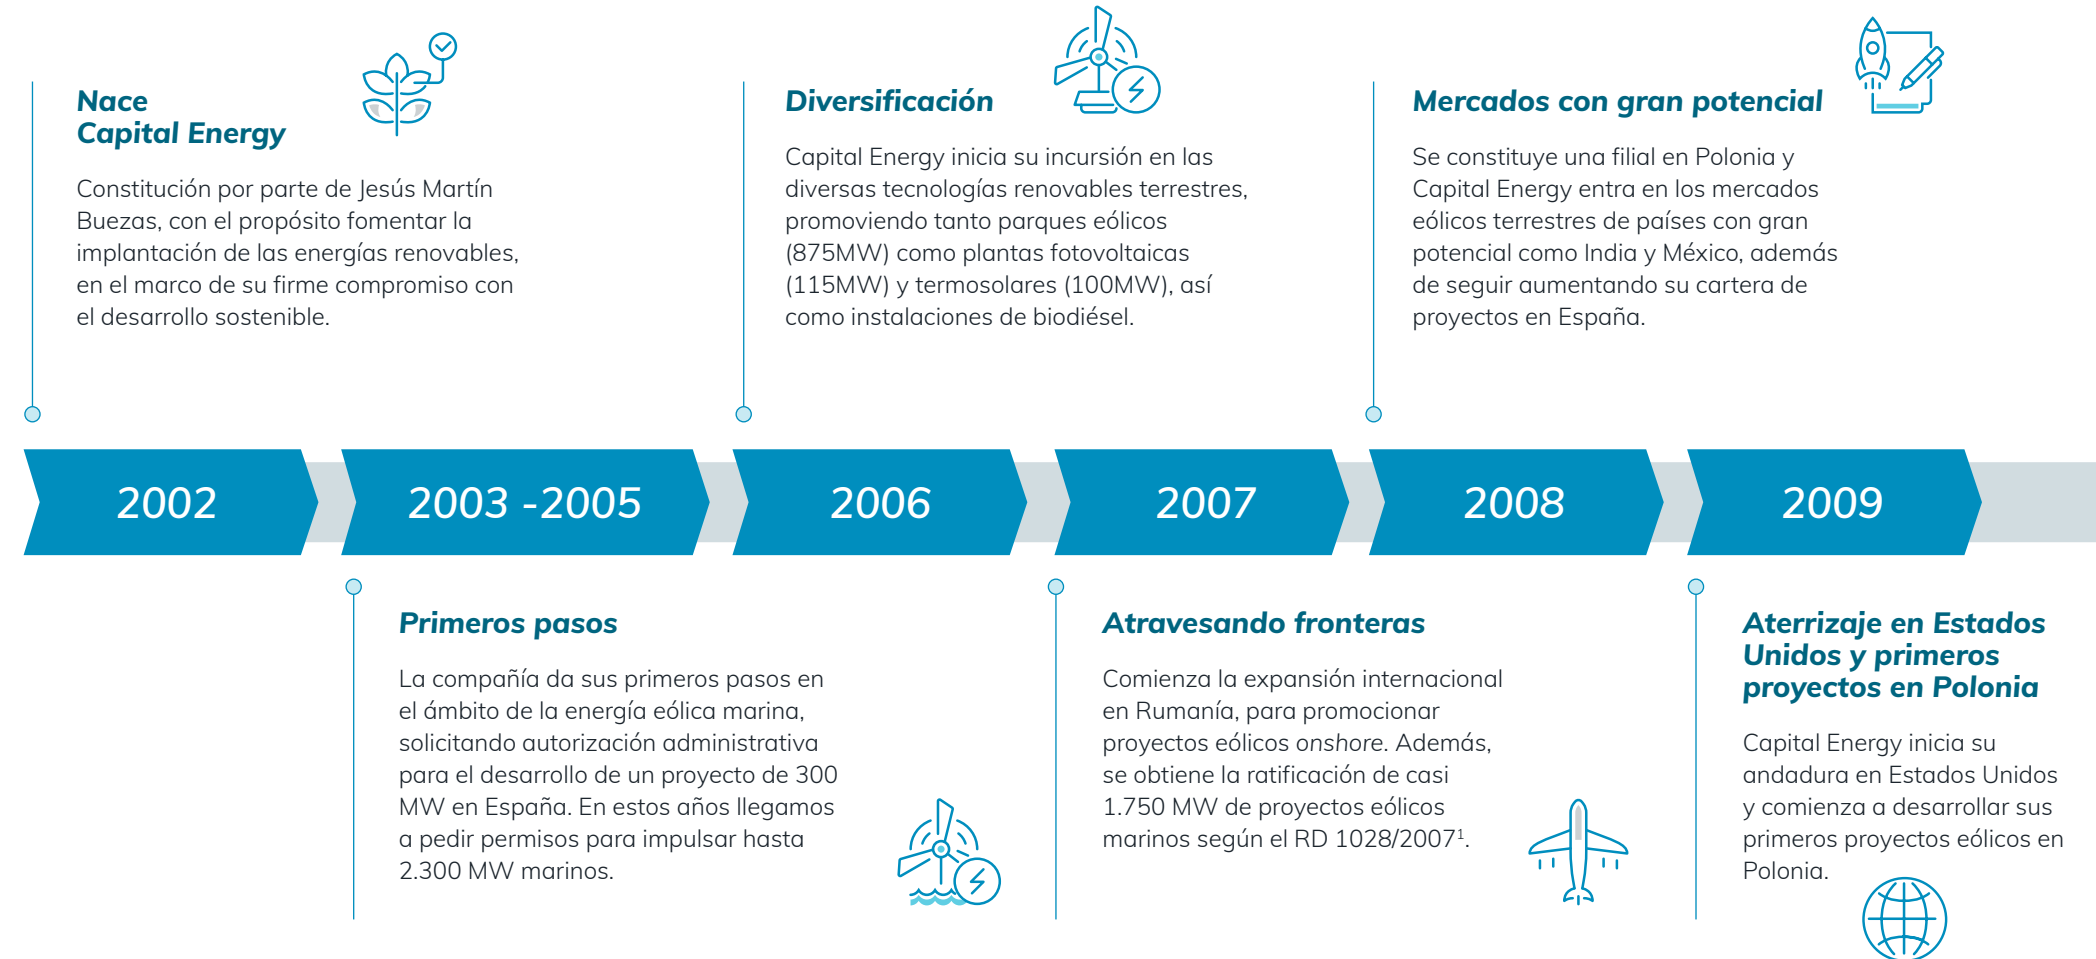 Nace
Capital Energy
Constitución por parte de Jesús Martín
Buezas, con el propósito fomentar la
implantación de las energías renovables,
en el marco de su firme compromiso con
el desarrollo sostenible.
Diversificación
Capital Energy inicia su incursión en las
diversas tecnologías renovables terrestres,
promoviendo tanto parques eólicos
(875MW) como plantas fotovoltaicas
(115MW) y termosolares (100MW), así
como instalaciones de biodiésel.
Mercados con gran potencial
Se constituye una filial en Polonia y
Capital Energy entra en los mercados
eólicos terrestres de países con gran
potencial como India y México, además
de seguir aumentando su cartera de
proyectos en España.
2002
2003 -2005
2006
2007
2008
2009
Primeros pasos
La compañía da sus primeros pasos en
el ámbito de la energía eólica marina,
solicitando autorización administrativa
para el desarrollo de un proyecto de 300
MW en España. En estos años llegamos
a pedir permisos para impulsar hasta
2.300 MW marinos.
Atravesando fronteras
Comienza la expansión internacional
en Rumanía, para promocionar
proyectos eólicos onshore. Además,
se obtiene la ratificación de casi
1.750 MW de proyectos eólicos
marinos según el RD 1028/2007¹.
Aterrizaje en Estados
Unidos y primeros
proyectos en Polonia
Capital Energy inicia su
andadura en Estados Unidos
y comienza a desarrollar sus
primeros proyectos eólicos en
Polonia.